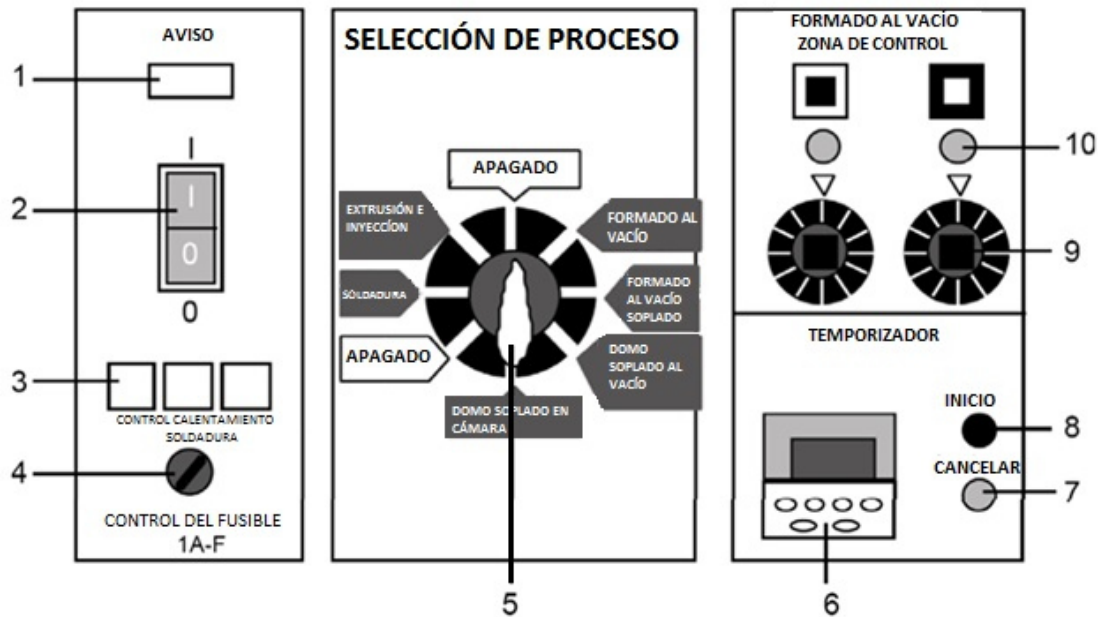 AVISO
1
I
2
I
0
0
3
CONTROL CALENTAMIENTO
SOLDADURA
4
CONTROL DEL FUSIBLE
1A-F
SELECCIÓN DE PROCESO
APAGADO
EXTRUSIÓN E
INYECCÍON
FORMADO AL
VACÍO
SOLDADURA
FORMADO
AL VACÍO
SOPLADO
APAGADO
DOMO
SOPLADO AL
VACÍO
DOMO SOPLADO EN
CÁMARA
5
FORMADO AL VACÍO
ZONA DE CONTROL
10
9
TEMPORIZADOR
INICIO
8
CANCELAR
7
6